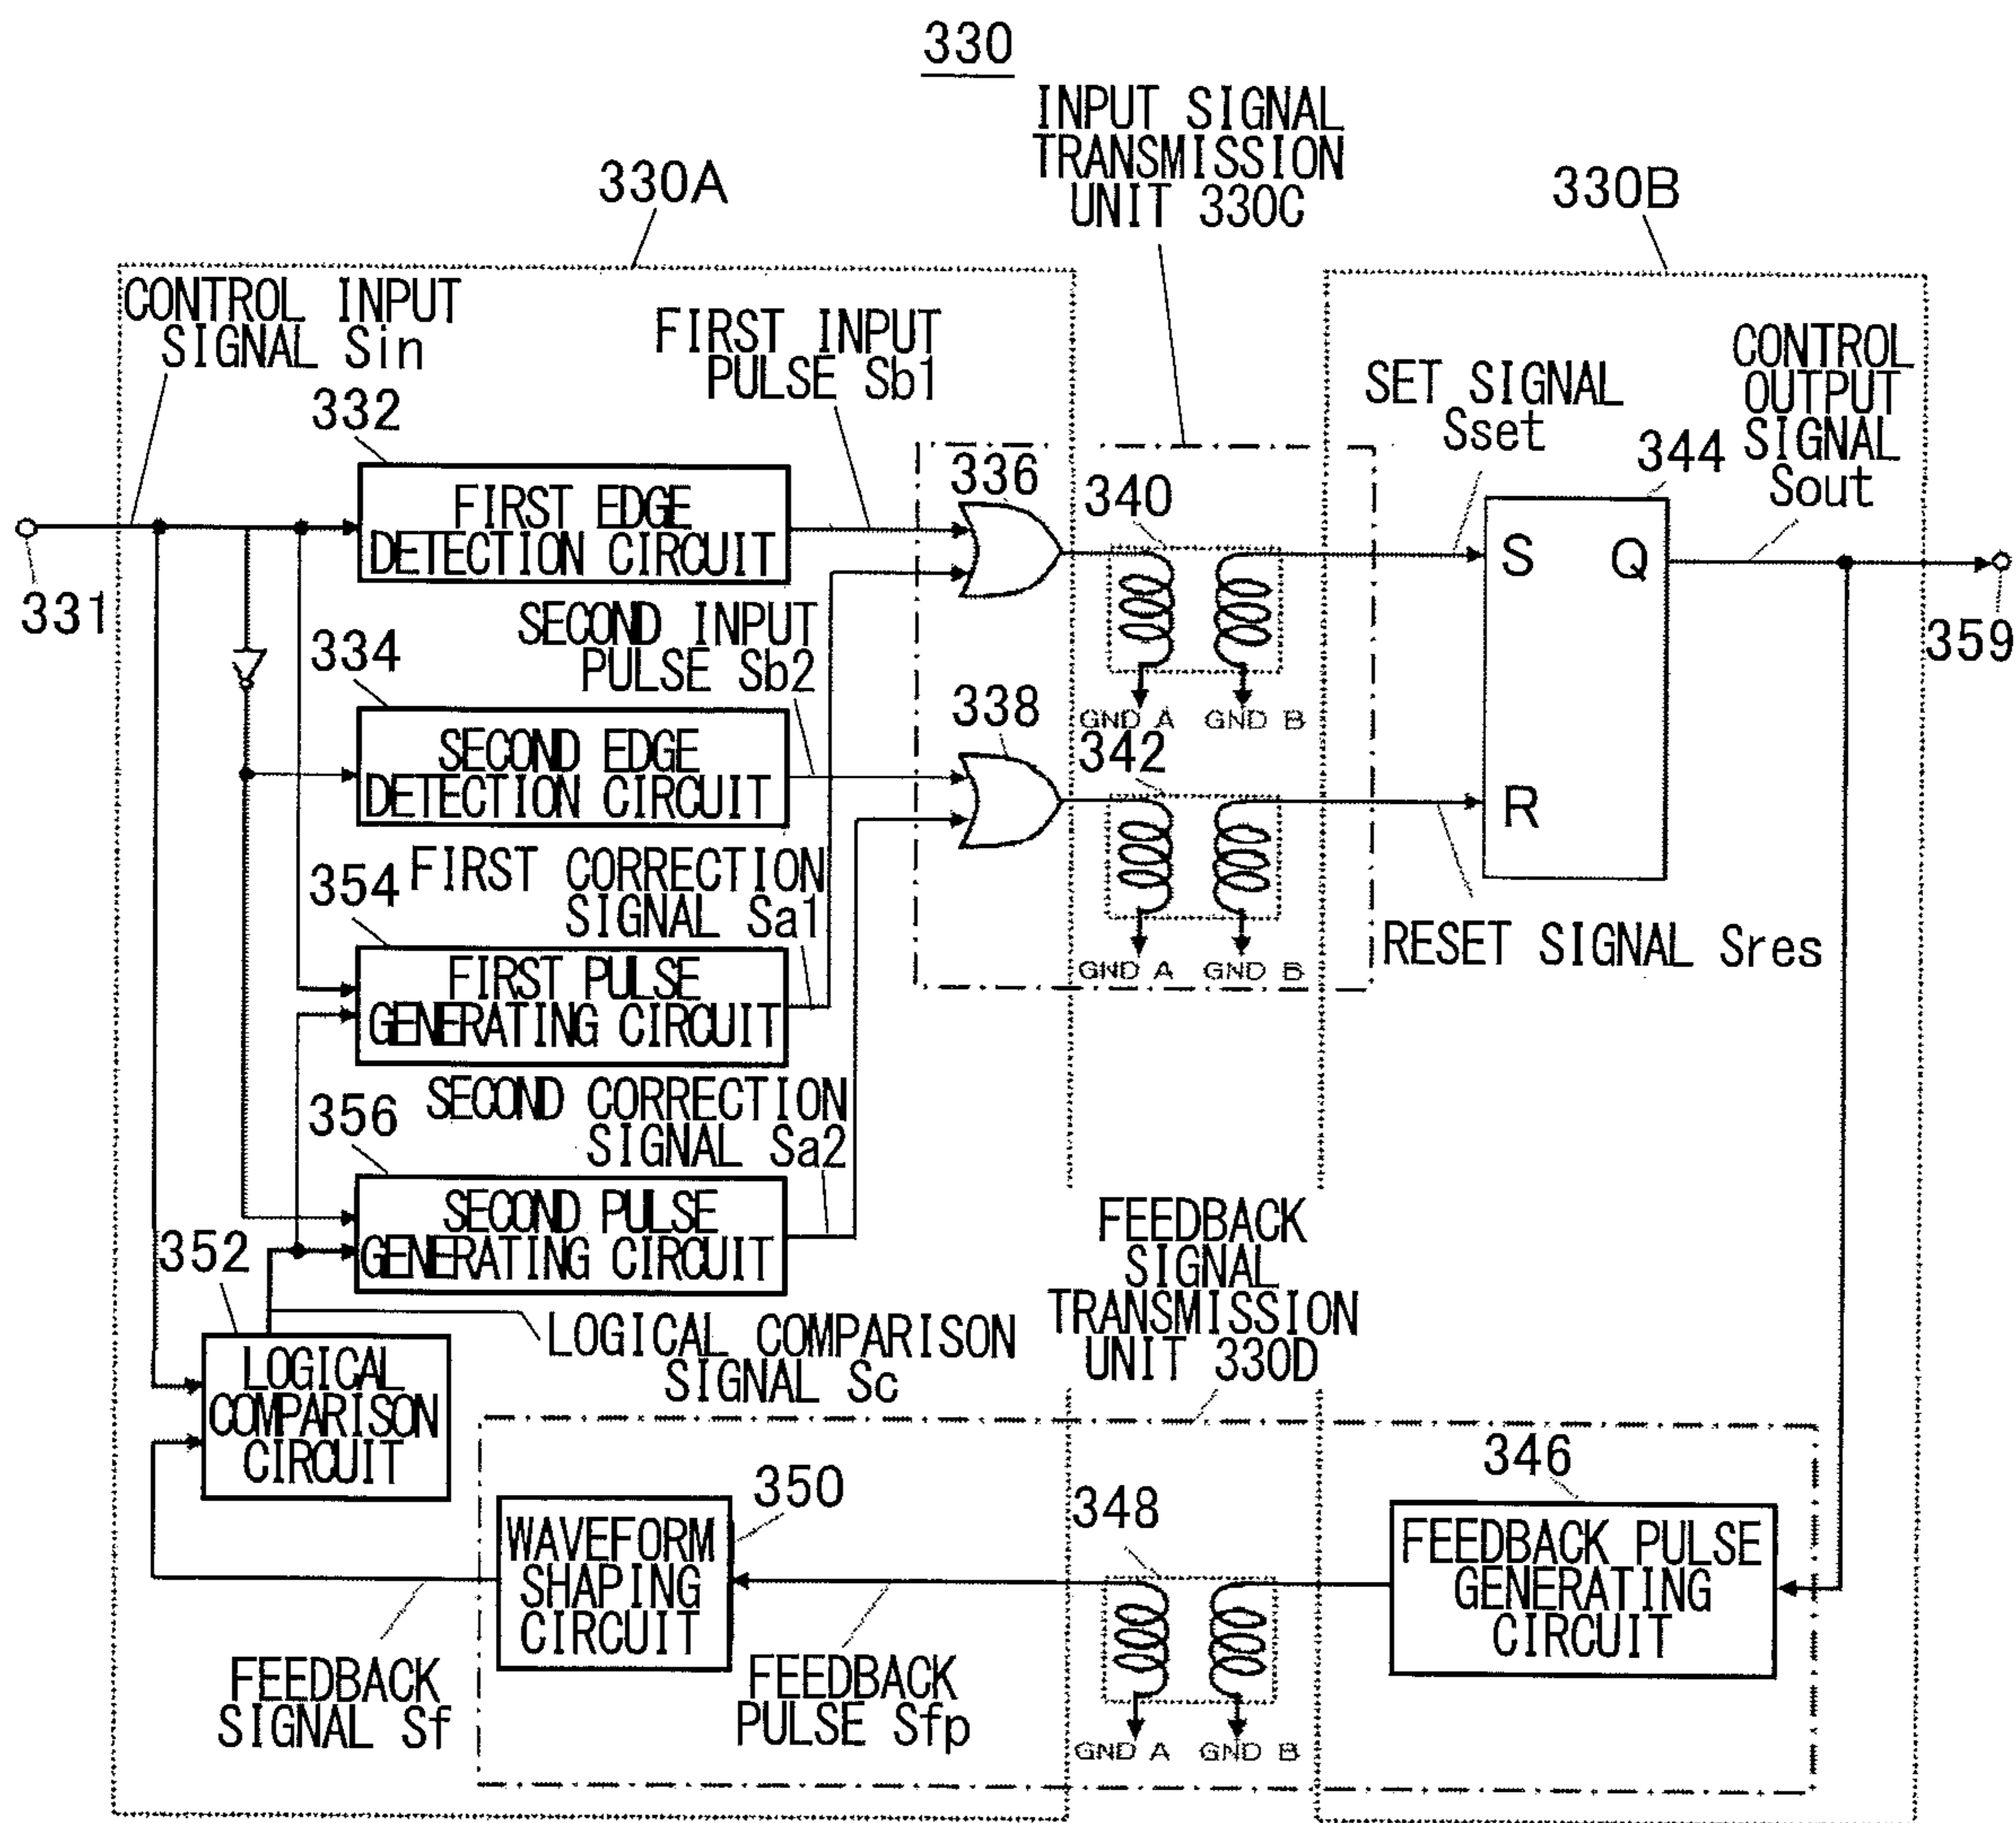 330
INPUT SIGNAL
TRANSMISSION
UNIT 330C
330A
330B
CONTROL INPUT
SIGNAL Sin
FIRST INPUT
PULSE Sb1
SET SIGNAL
Sset
CONTROL
OUTPUT
SIGNAL
Sout
332
FIRST EDGE
DETECTION CIRCUIT
336
340
344
S
Q
R
331
359
SECOND INPUT
PULSE Sb2
334
SECOND EDGE
DETECTION CIRCUIT
338
GND A
GND B
342
GND A
GND B
RESET SIGNAL Sres
354
FIRST CORRECTION
SIGNAL Sa1
FIRST PULSE
GENERATING CIRCUIT
356
SECOND CORRECTION
SIGNAL Sa2
SECOND PULSE
GENERATING CIRCUIT
352
LOGICAL
COMPARISON
CIRCUIT
LOGICAL COMPARISON
SIGNAL Sc
FEEDBACK
SIGNAL
TRANSMISSION
UNIT 330D
350
WAVEFORM
SHAPING
CIRCUIT
348
346
FEEDBACK PULSE
GENERATING
CIRCUIT
FEEDBACK
SIGNAL Sf
FEEDBACK
PULSE Sfp
GND A
GND B